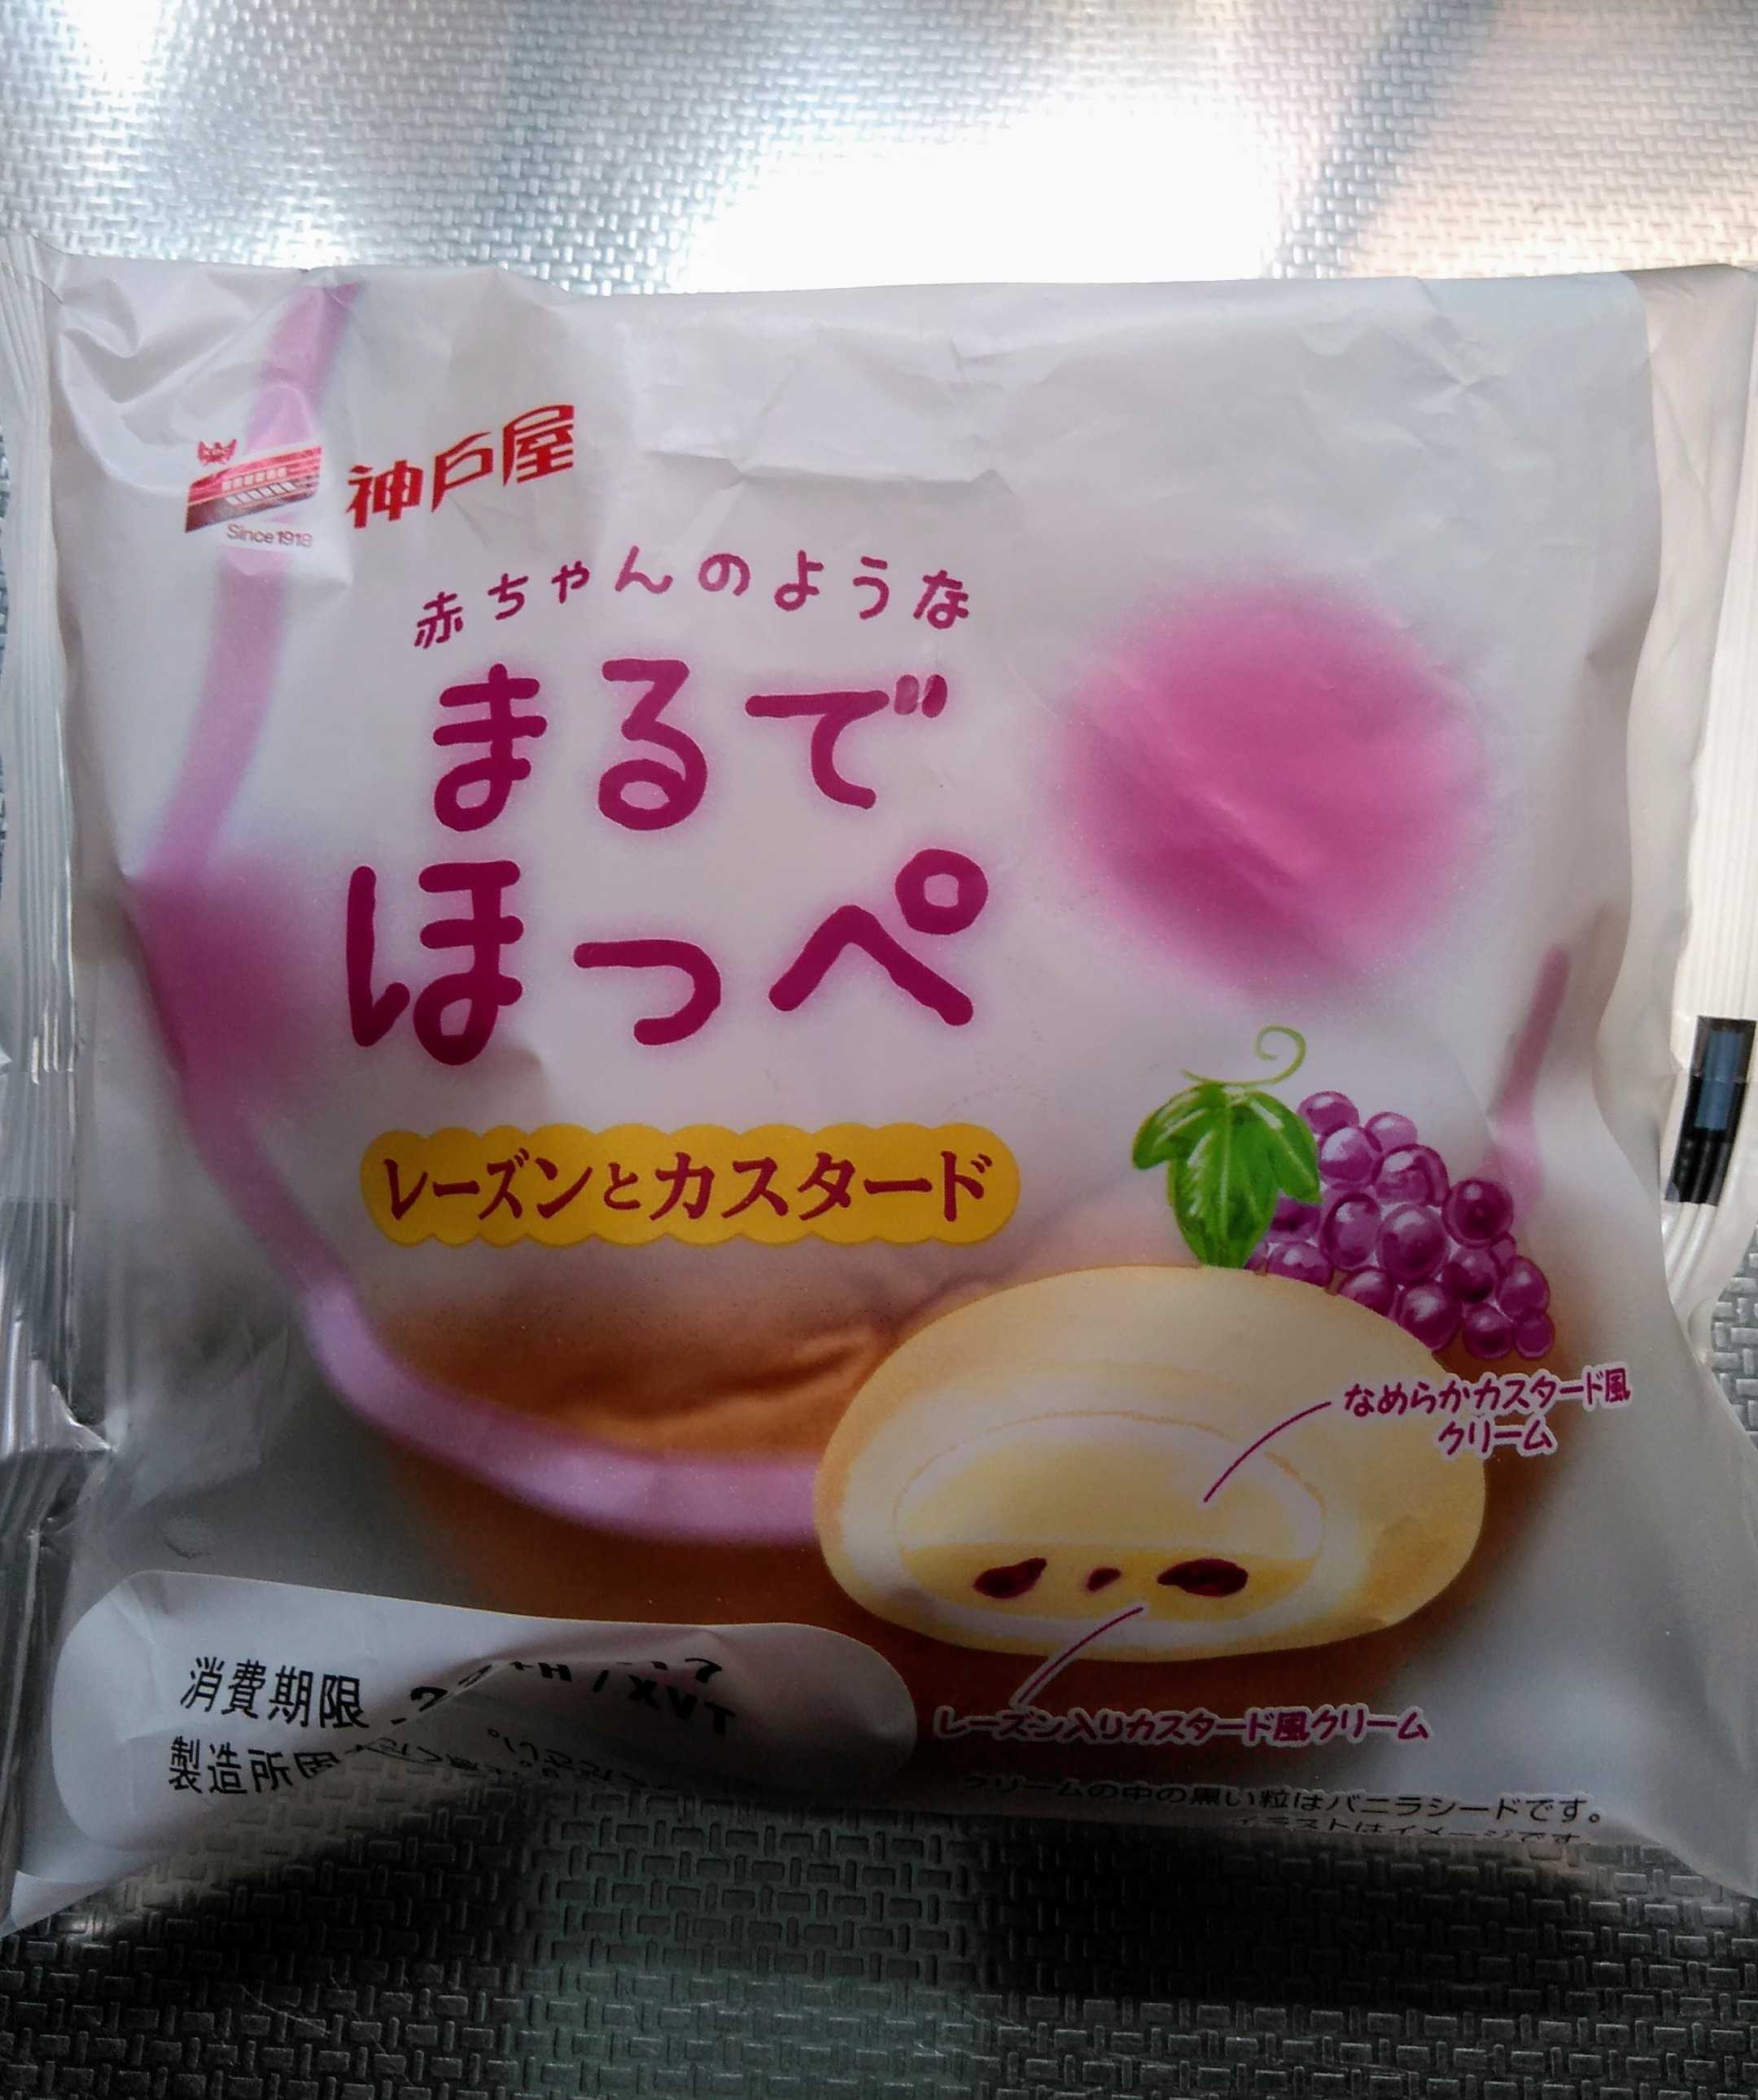 神戸屋
Since 1918
赤ちゃんのような
まるで
ほっぺ
レーズンとカスタード
なめらかカスタード風
クリーム
レーズン入りカスタード風クリーム
消費期限
製造所固
クリームの中の黒い粒はバニラシードです。
イラストはイメージです